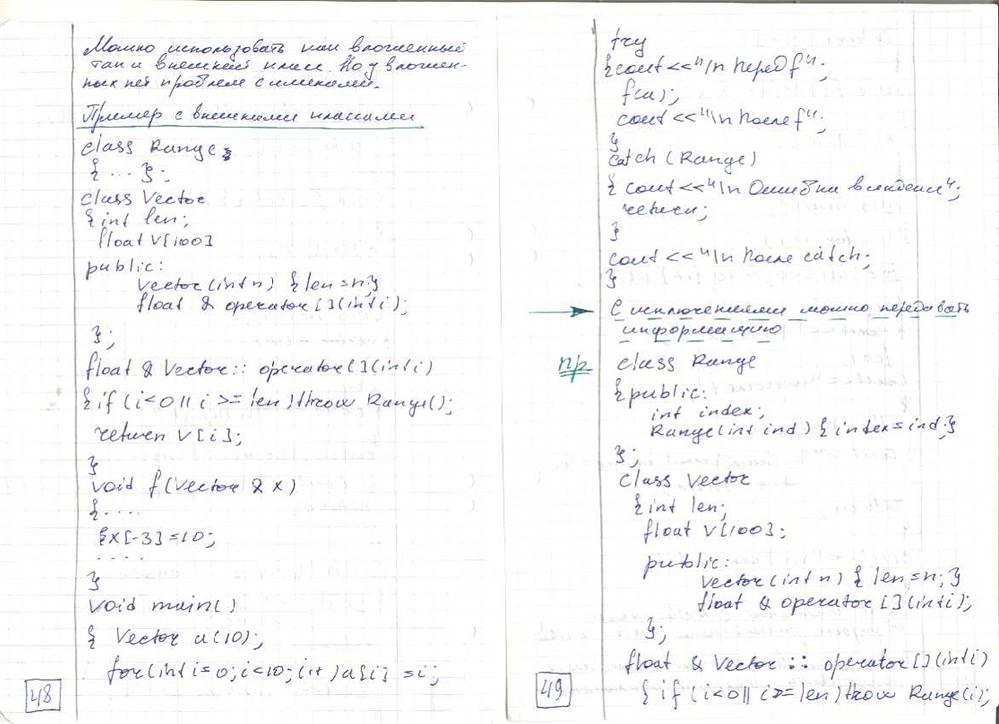 Можно использовать как вложенный
так и внешний класс. Но у вложен-
ных нет проблем с именами.
Пример с внешними классами
class Range
{ ... };
class Vector
{ int len;
float V[100]
public:
vector(int n) { len=n;}
float & operator [](int i);
};
float & Vector :: operator [](int i)
{ if (i<0 || i >= len) throw Range();
return V[i];
}
void f(Vector & x)
{ ....
x[-3]=10;
....
}
void main()
{ Vector a(10);
for(int i=0; i<10; i++) a[i] = i;
48
try
{cout<<"\n Перед f";
f(a);
cout<<"\n После f";
}
catch (Range)
{ cout<<"\n Ошибка в индексе";
return;
}
cout<<"\n После catch;
}
С исключениями можно передавать
информацию
пр
class Range
{public:
int index;
Range(int ind) { index=ind;}
};
class Vector
{int len;
float V[100];
public:
vector(int n) { len=n; }
float & operator [](int i);
};
float & Vector :: operator [](int i)
{ if (i<0 || i>=len) throw Range(i);
49